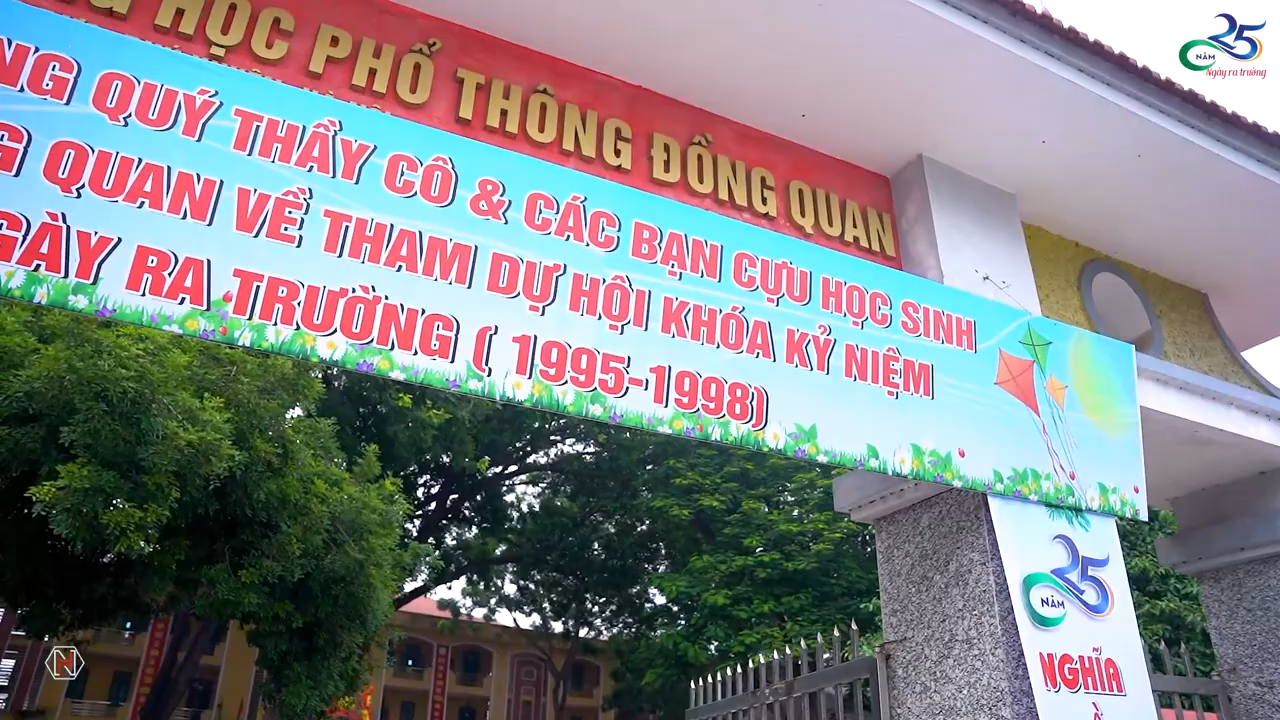 25
NĂM
Ngày ra trường
HỌC PHỔ THÔNG ĐỒNG QUAN
QUÝ THẦY CÔ & CÁC BẠN CỰU HỌC SINH
QUAN VỀ THAM DỰ HỘI KHÓA KỶ NIỆM
RA TRƯỜNG ( 1995-1998)
25
NĂM
NGHĨA